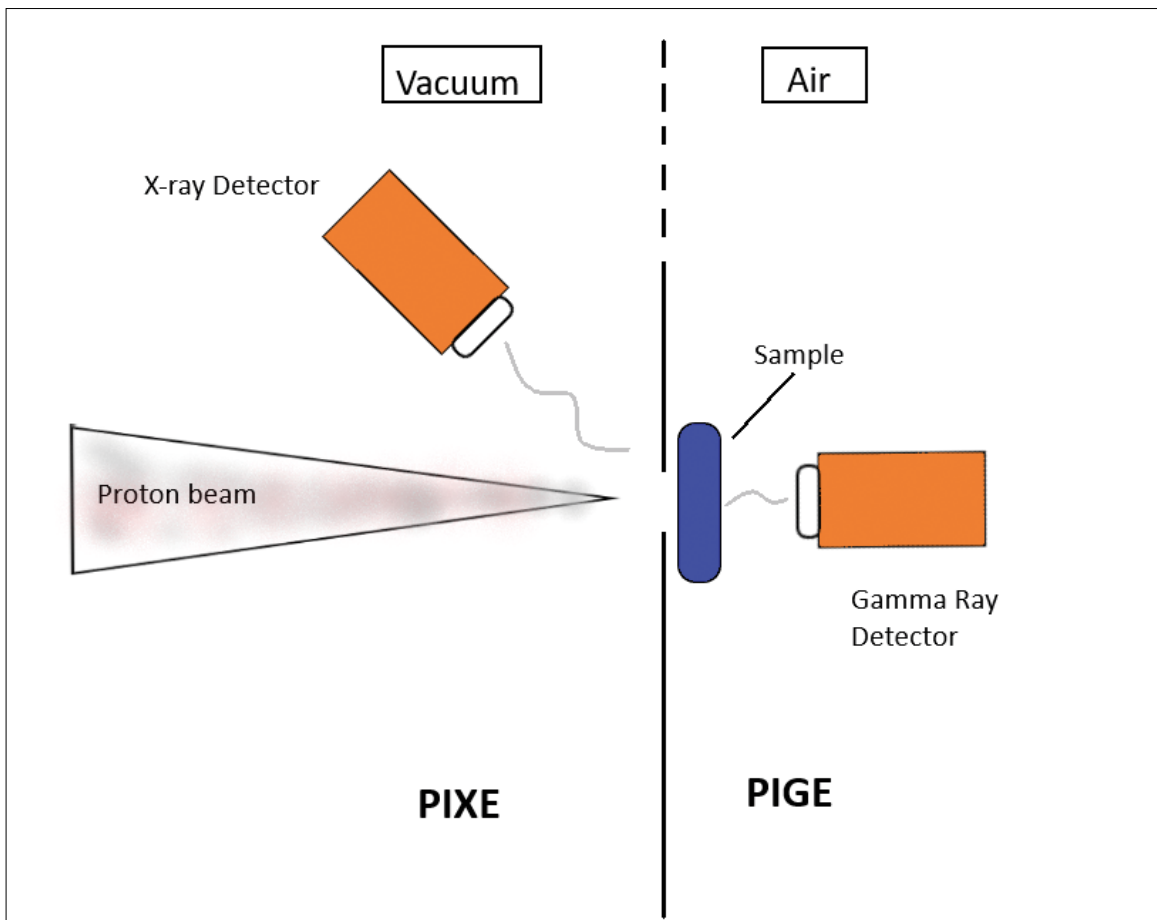 Vacuum
Air
X-ray Detector
Sample
Proton beam
Gamma Ray
Detector
PIXE
PIGE